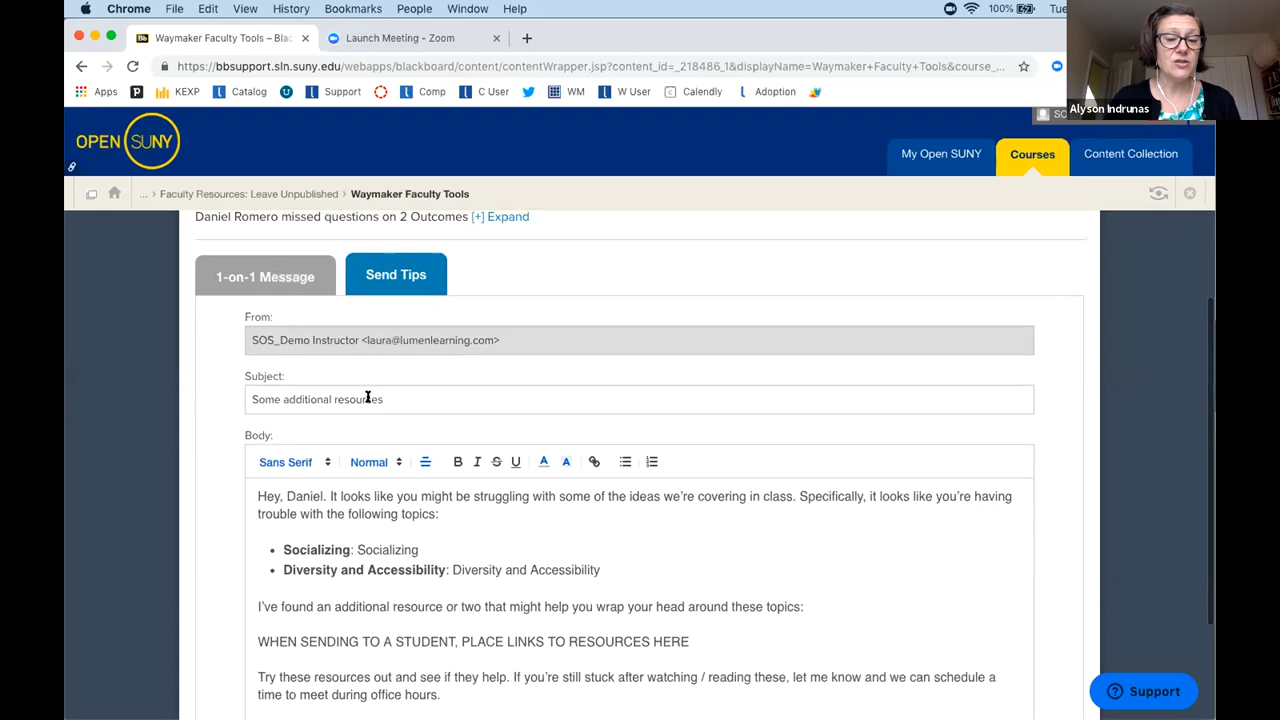 Chrome File Edit View History Bookmarks People Window Help 100% Tue
Waymaker Faculty Tools – Blac Launch Meeting - Zoom
https://bbsupport.sln.suny.edu/webapps/blackboard/content/contentWrapper.jsp?content_id=_218486_1&displayName=Waymaker+Faculty+Tools&course_...
Apps KEXP Catalog Support Comp C User WM W User Calendly Adoption
Alyson Indrunas
OPEN SUNY
My Open SUNY Courses Content Collection
... Faculty Resources: Leave Unpublished Waymaker Faculty Tools
Daniel Romero missed questions on 2 Outcomes [+] Expand
1-on-1 Message Send Tips
From:
SOS_Demo Instructor <laura@lumenlearning.com>
Subject:
Some additional resources
Body:
Sans Serif Normal B I S U A A
Hey, Daniel. It looks like you might be struggling with some of the ideas we're covering in class. Specifically, it looks like you're having
trouble with the following topics:
• Socializing: Socializing
• Diversity and Accessibility: Diversity and Accessibility
I've found an additional resource or two that might help you wrap your head around these topics:
WHEN SENDING TO A STUDENT, PLACE LINKS TO RESOURCES HERE
Try these resources out and see if they help. If you're still stuck after watching / reading these, let me know and we can schedule a
time to meet during office hours.
Support